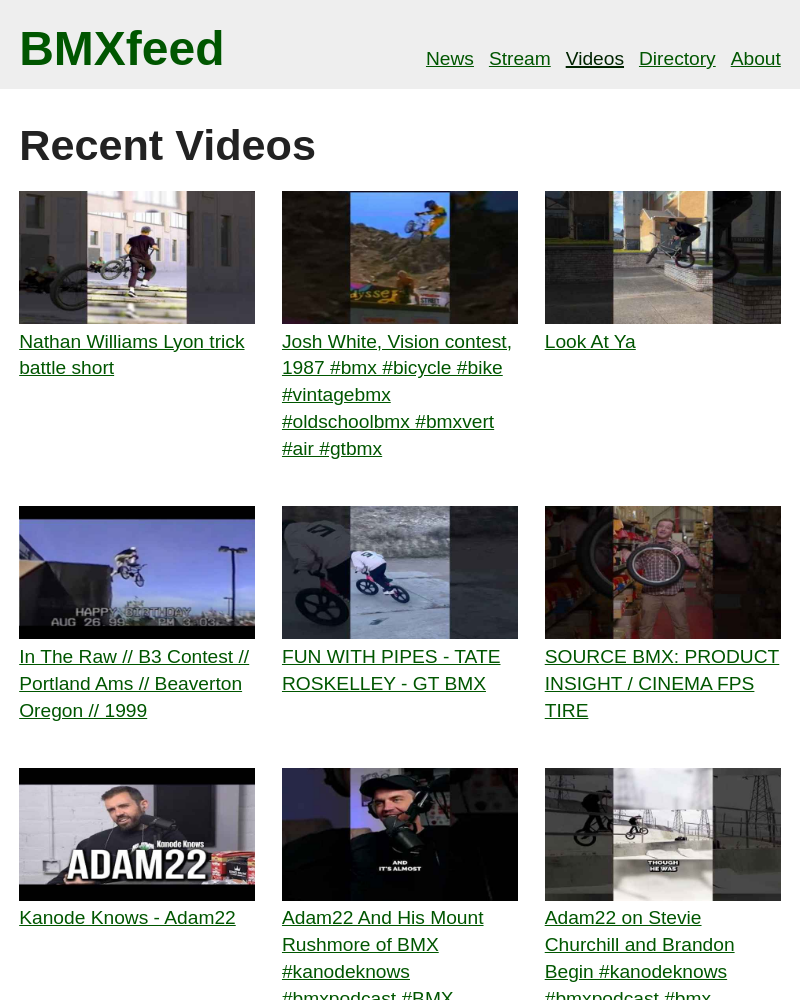 BMXfeed
News Stream Videos Directory About
Recent Videos
Nathan Williams Lyon trick
battle short
Josh White, Vision contest,
1987 #bmx #bicycle #bike
#vintagebmx
#oldschoolbmx #bmxvert
#air #gtbmx
Look At Ya
HAPPY BIRTHDAY
AUG 26 99 PM 3:03
In The Raw // B3 Contest //
Portland Ams // Beaverton
Oregon // 1999
FUN WITH PIPES - TATE
ROSKELLEY - GT BMX
SOURCE BMX: PRODUCT
INSIGHT / CINEMA FPS
TIRE
Kanode Knows
ADAM22
Kanode Knows - Adam22
AND
IT'S ALMOST
Adam22 And His Mount
Rushmore of BMX
#kanodeknows
#bmxpodcast #BMX
THOUGH
HE WAS
Adam22 on Stevie
Churchill and Brandon
Begin #kanodeknows
#bmxpodcast #bmx